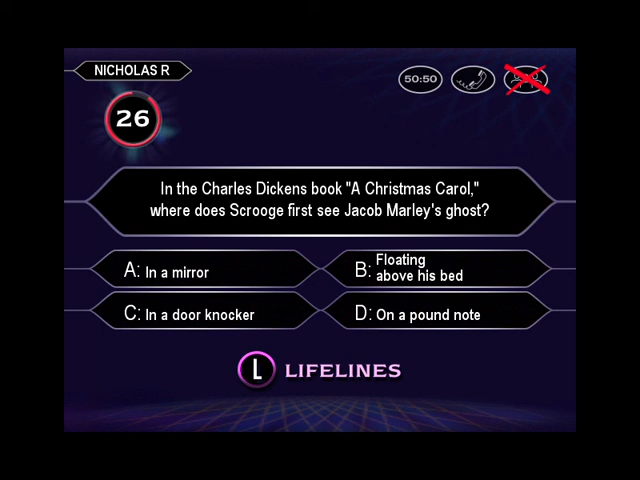 NICHOLAS R
50:50
26
In the Charles Dickens book "A Christmas Carol,"
where does Scrooge first see Jacob Marley's ghost?
A: In a mirror
B: Floating
above his bed
C: In a door knocker
D: On a pound note
L LIFELINES